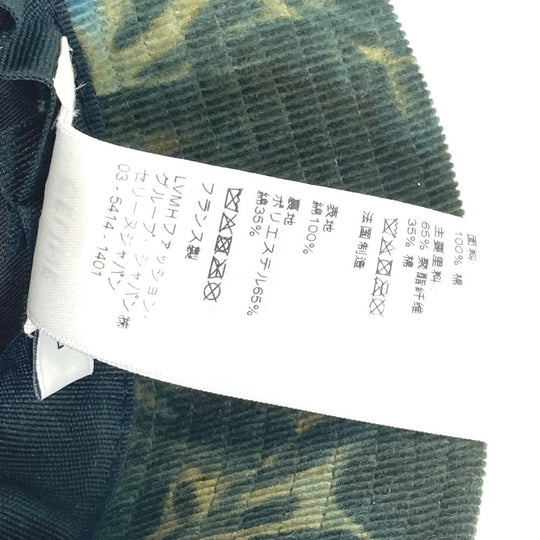 面料
100% 棉
主要里料
65% 聚酯纤维
35% 棉
法国制造
表地
綿100%
裏地
ポリエステル65%
綿35%
フランス製
LVMHファッション
グループ・ジャパン㈱
セリーヌジャパン
03 - 5414 - 1401